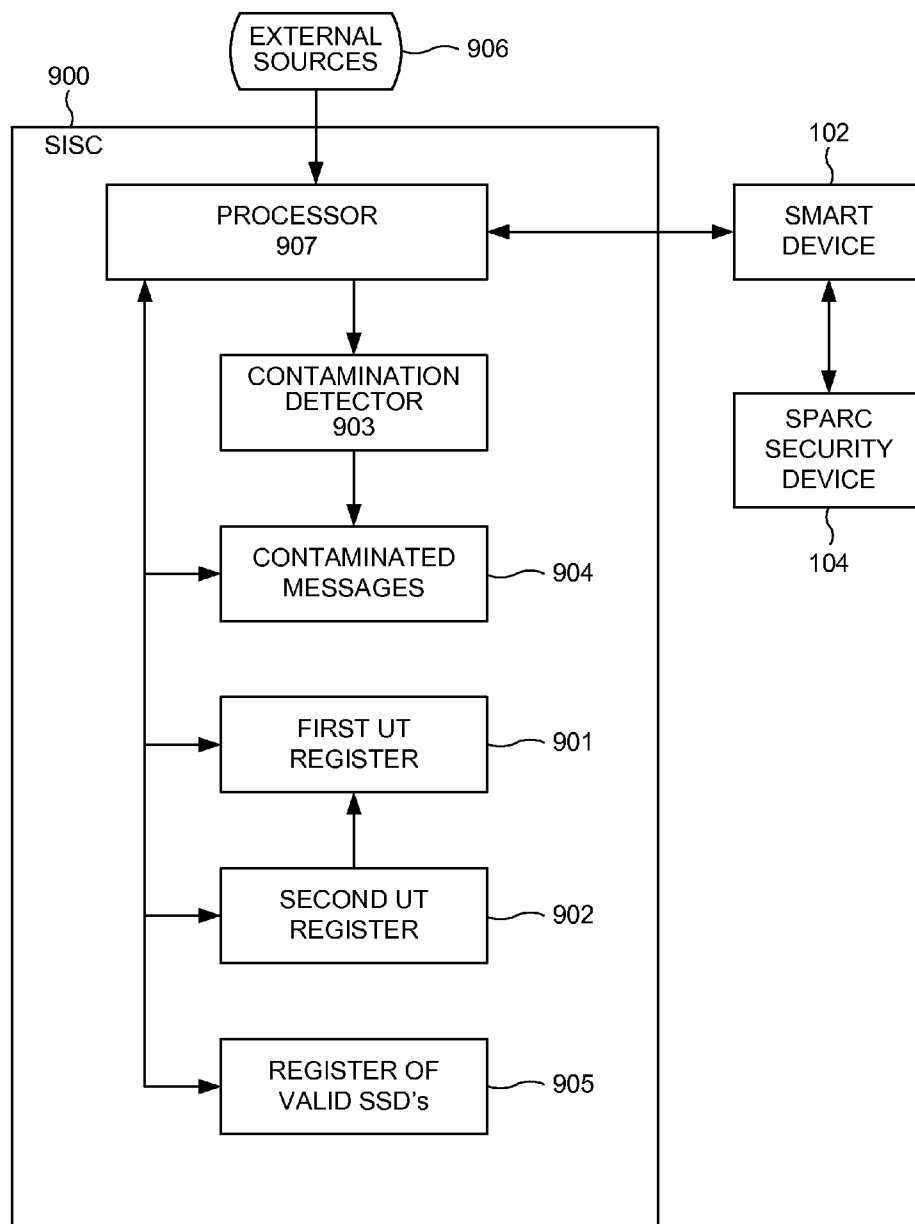 EXTERNAL
SOURCES
906
900
SISC
102
PROCESSOR
907
SMART
DEVICE
CONTAMINATION
DETECTOR
903
SPARC
SECURITY
DEVICE
104
CONTAMINATED
MESSAGES
904
FIRST UT
REGISTER
901
SECOND UT
REGISTER
902
REGISTER OF
VALID SSD's
905